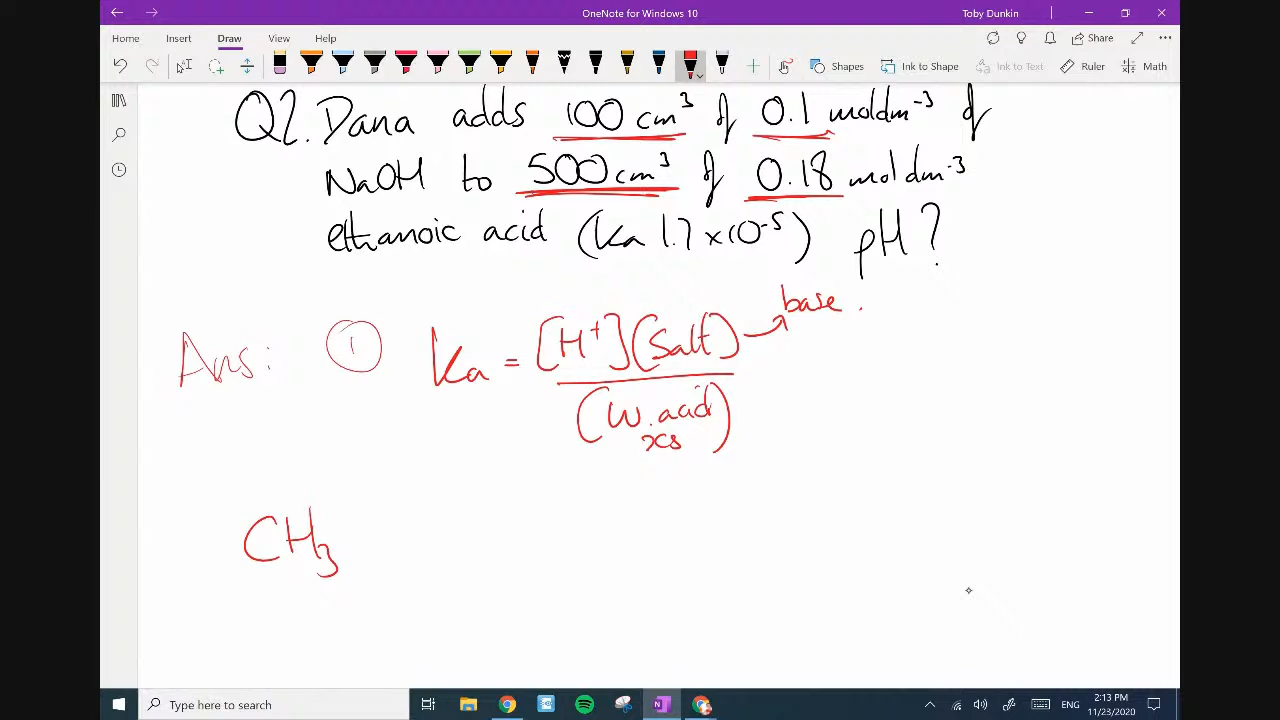 OneNote for Windows 10
Toby Dunkin
Home
Insert
Draw
View
Help
Share
Shapes
Ink to Shape
Ink to Text
Ruler
Math
Q2. Dana adds 100 cm³ of 0.1 moldm⁻³ of
NaOH to 500 cm³ of 0.18 moldm⁻³
ethanoic acid (Ka 1.7 × 10⁻⁵) pH?
base.
Ans: 1 Ka = [H⁺](Salt)
(W. acid)
xs
CH₃
Type here to search
ENG
2:13 PM
11/23/2020